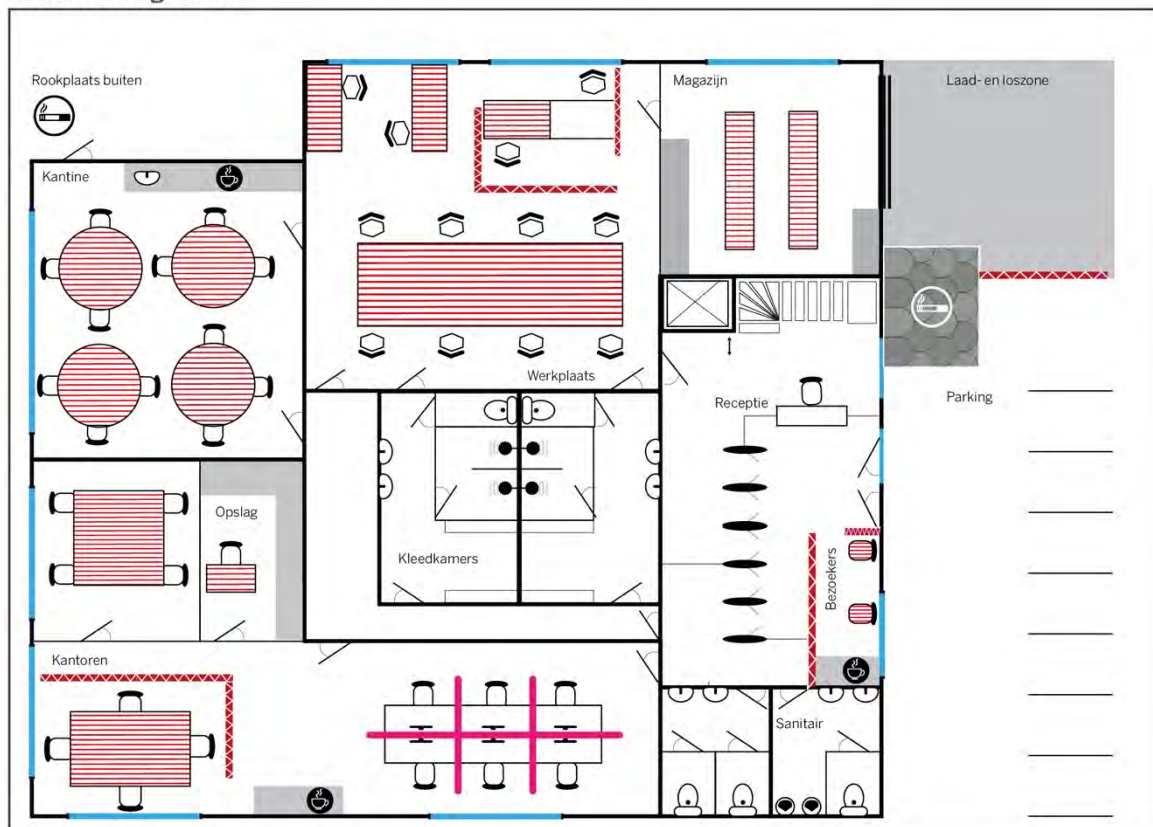 Rookplaats buiten
Magazijn
Laad- en loszone
Kantine
Werkplaats
Receptie
Parking
Opslag
Kleedkamers
Bezoekers
Kantoren
Sanitair